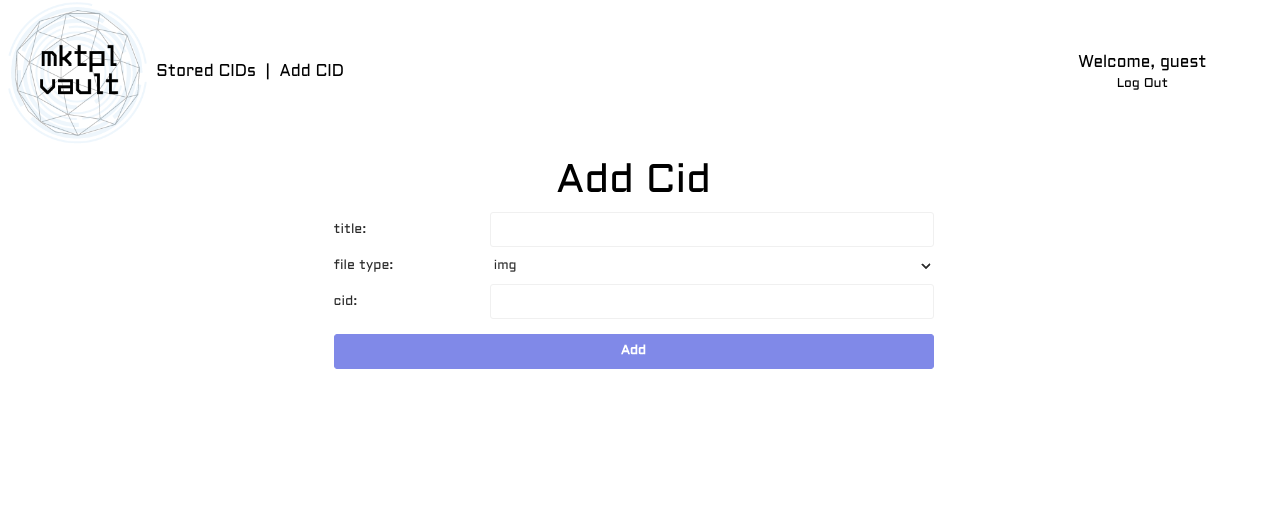 mktpl
vault
Stored CIDs | Add CID
Welcome, guest
Log Out
Add Cid
title:
file type:
img
cid:
Add